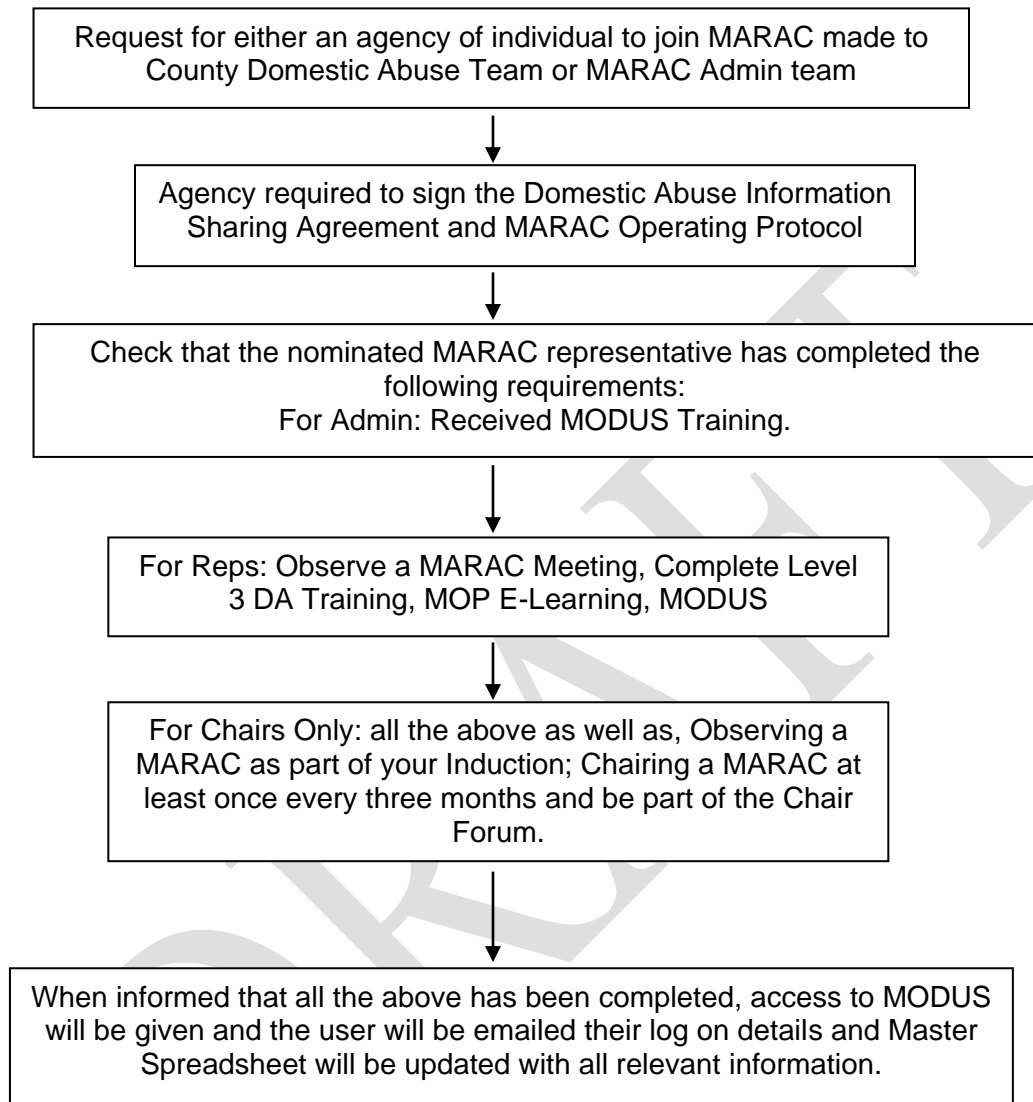 Request for either an agency of individual to join MARAC made to
County Domestic Abuse Team or MARAC Admin team
Agency required to sign the Domestic Abuse Information
Sharing Agreement and MARAC Operating Protocol
Check that the nominated MARAC representative has completed the
following requirements:
For Admin: Received MODUS Training.
For Reps: Observe a MARAC Meeting, Complete Level
3 DA Training, MOP E-Learning, MODUS
For Chairs Only: all the above as well as, Observing a
MARAC as part of your Induction; Chairing a MARAC at
least once every three months and be part of the Chair
Forum.
When informed that all the above has been completed, access to MODUS
will be given and the user will be emailed their log on details and Master
Spreadsheet will be updated with all relevant information.
DRAFT